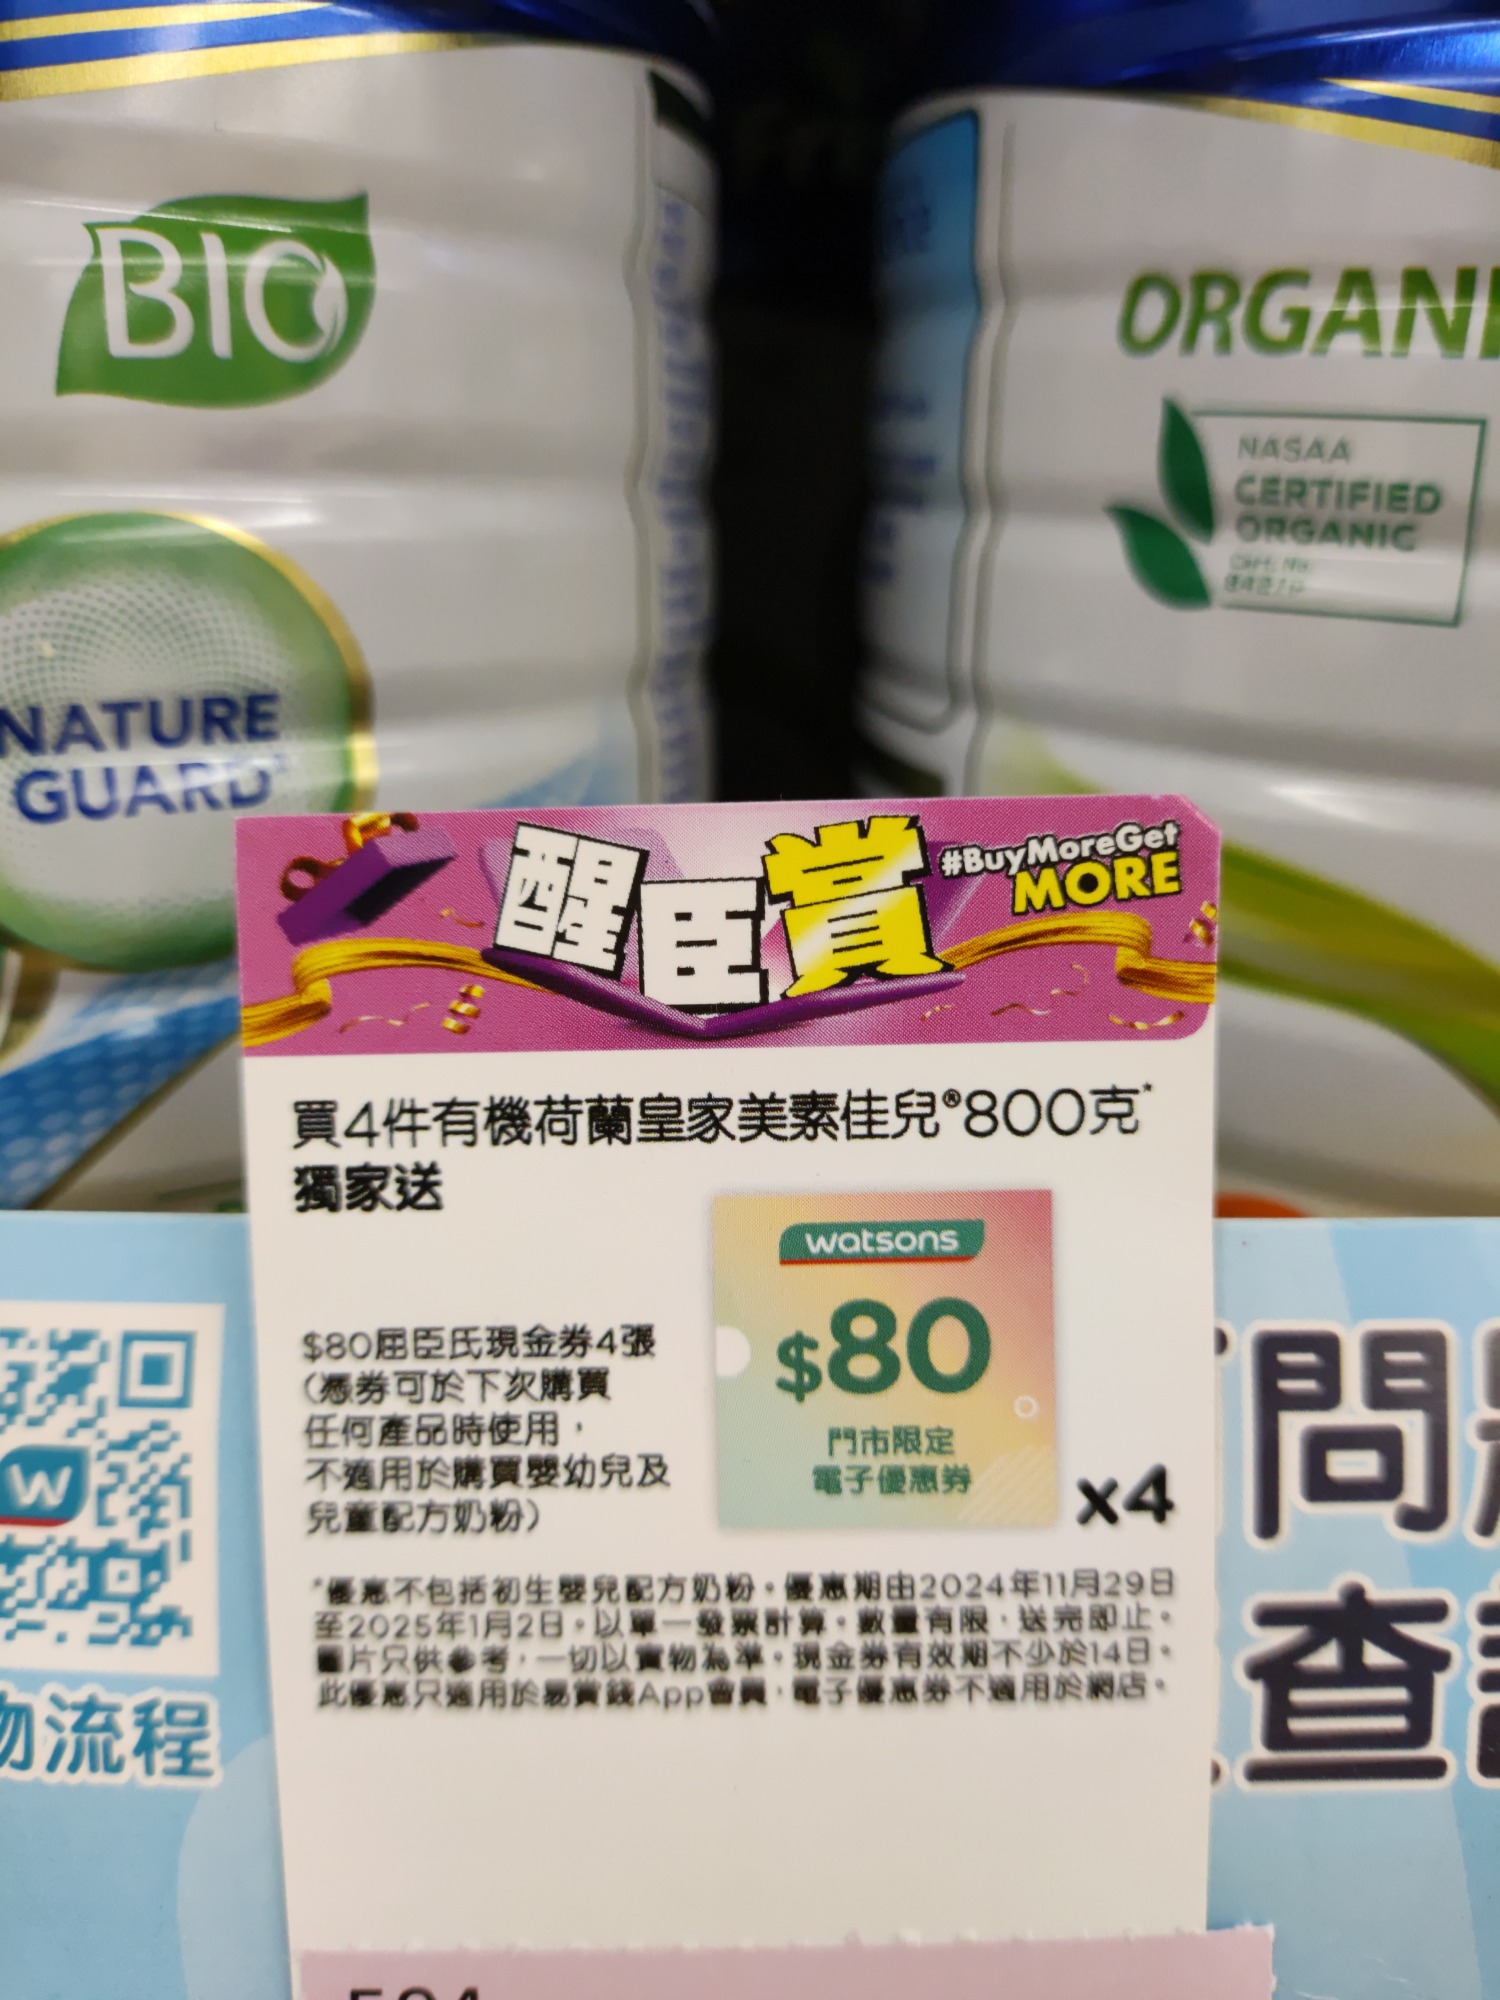 BIO
NATURE
GUARD
ORGANI
NASAA
CERTIFIED
ORGANIC
醒臣賞
#BuyMoreGet
MORE
買4件有機荷蘭皇家美素佳兒®800克*
獨家送
watsons
$80
門市限定
電子優惠券
x4
$80屈臣氏現金券4張
(憑券可於下次購買
任何產品時使用，
不適用於購買嬰幼兒及
兒童配方奶粉)
*優惠不包括初生嬰兒配方奶粉。優惠期由2024年11月29日
至2025年1月2日。以單一發票計算。數量有限，送完即止。
圖片只供參考，一切以實物為準。現金券有效期不少於14日。
此優惠只適用於易賞錢App會員，電子優惠券不適用於網店。
W
物流程
問
查